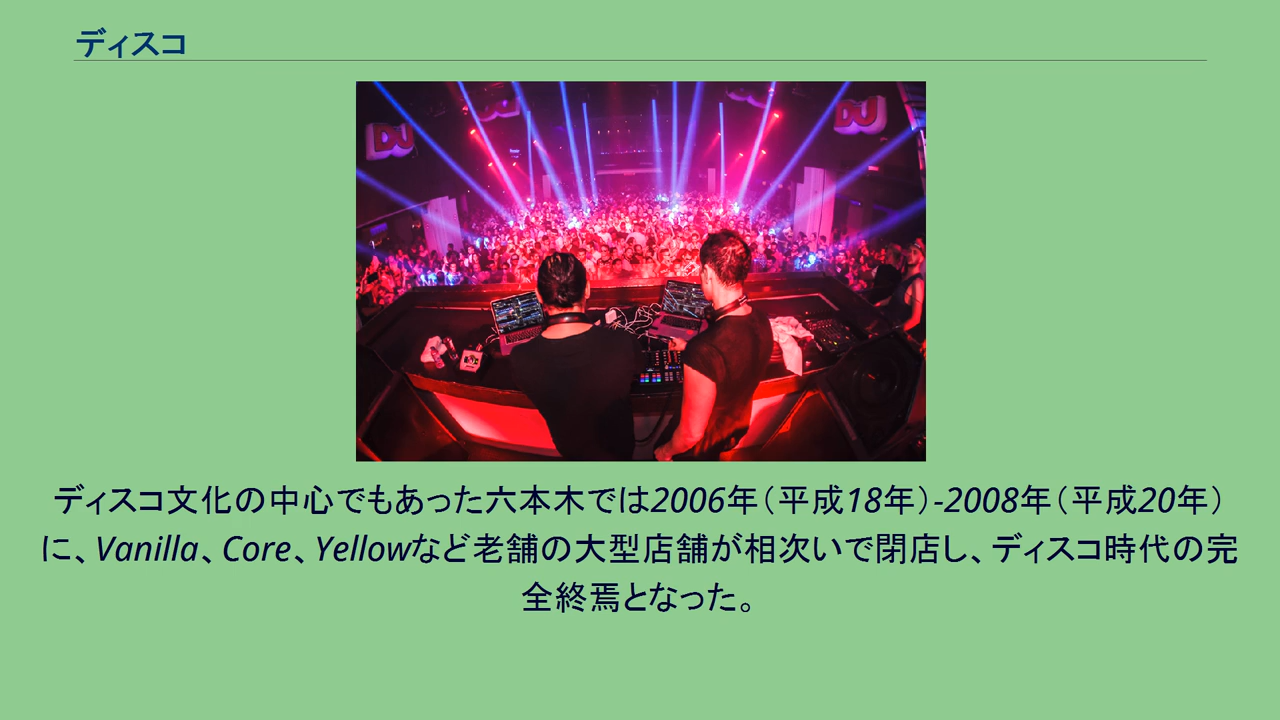 ディスコ
DJ
DJ
ディスコ文化の中心でもあった六本木では2006年（平成18年）-2008年（平成20年）
に、Vanilla、Core、Yellowなど老舗の大型店舗が相次いで閉店し、ディスコ時代の完
全終焉となった。